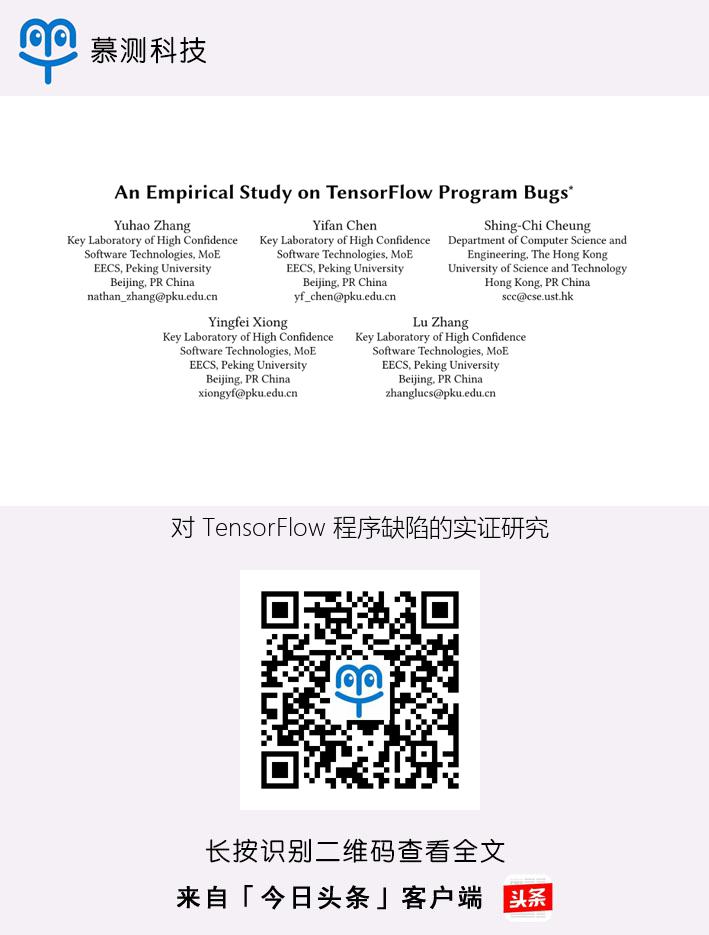 慕测科技
An Empirical Study on TensorFlow Program Bugs*
Yuhao Zhang
Key Laboratory of High Confidence
Software Technologies, MoE
EECS, Peking University
Beijing, PR China
nathan_zhang@pku.edu.cn
Yifan Chen
Key Laboratory of High Confidence
Software Technologies, MoE
EECS, Peking University
Beijing, PR China
yf_chen@pku.edu.cn
Shing-Chi Cheung
Department of Computer Science and
Engineering, The Hong Kong
University of Science and Technology
Hong Kong, PR China
scc@cse.ust.hk
Yingfei Xiong
Key Laboratory of High Confidence
Software Technologies, MoE
EECS, Peking University
Beijing, PR China
xiongyf@pku.edu.cn
Lu Zhang
Key Laboratory of High Confidence
Software Technologies, MoE
EECS, Peking University
Beijing, PR China
zhanglucs@pku.edu.cn
对 TensorFlow 程序缺陷的实证研究
长按识别二维码查看全文
来自「今日头条」客户端
头条